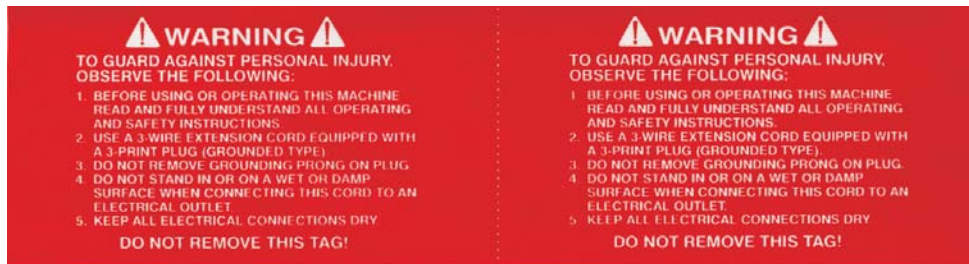 WARNING
TO GUARD AGAINST PERSONAL INJURY,
OBSERVE THE FOLLOWING:
1. BEFORE USING OR OPERATING THIS MACHINE
READ AND FULLY UNDERSTAND ALL OPERATING
AND SAFETY INSTRUCTIONS
2. USE A 3-WIRE EXTENSION CORD EQUIPPED WITH
A 3-PRINT PLUG (GROUNDED TYPE)
3. DO NOT REMOVE GROUNDING PRONG ON PLUG
4. DO NOT STAND IN OR ON A WET OR DAMP
SURFACE WHEN CONNECTING THIS CORD TO AN
ELECTRICAL OUTLET
5. KEEP ALL ELECTRICAL CONNECTIONS DRY
DO NOT REMOVE THIS TAG!
WARNING
TO GUARD AGAINST PERSONAL INJURY,
OBSERVE THE FOLLOWING:
1 BEFORE USING OR OPERATING THIS MACHINE
READ AND FULLY UNDERSTAND ALL OPERATING
AND SAFETY INSTRUCTIONS.
2. USE A 3-WIRE EXTENSION CORD EQUIPPED WITH
A 3-PRINT PLUG (GROUNDED TYPE).
3. DO NOT REMOVE GROUNDING PRONG ON PLUG.
4. DO NOT STAND IN OR ON A WET OR DAMP
SURFACE WHEN CONNECTING THIS CORD TO AN
ELECTRICAL OUTLET.
5 KEEP ALL ELECTRICAL CONNECTIONS DRY
DO NOT REMOVE THIS TAG!